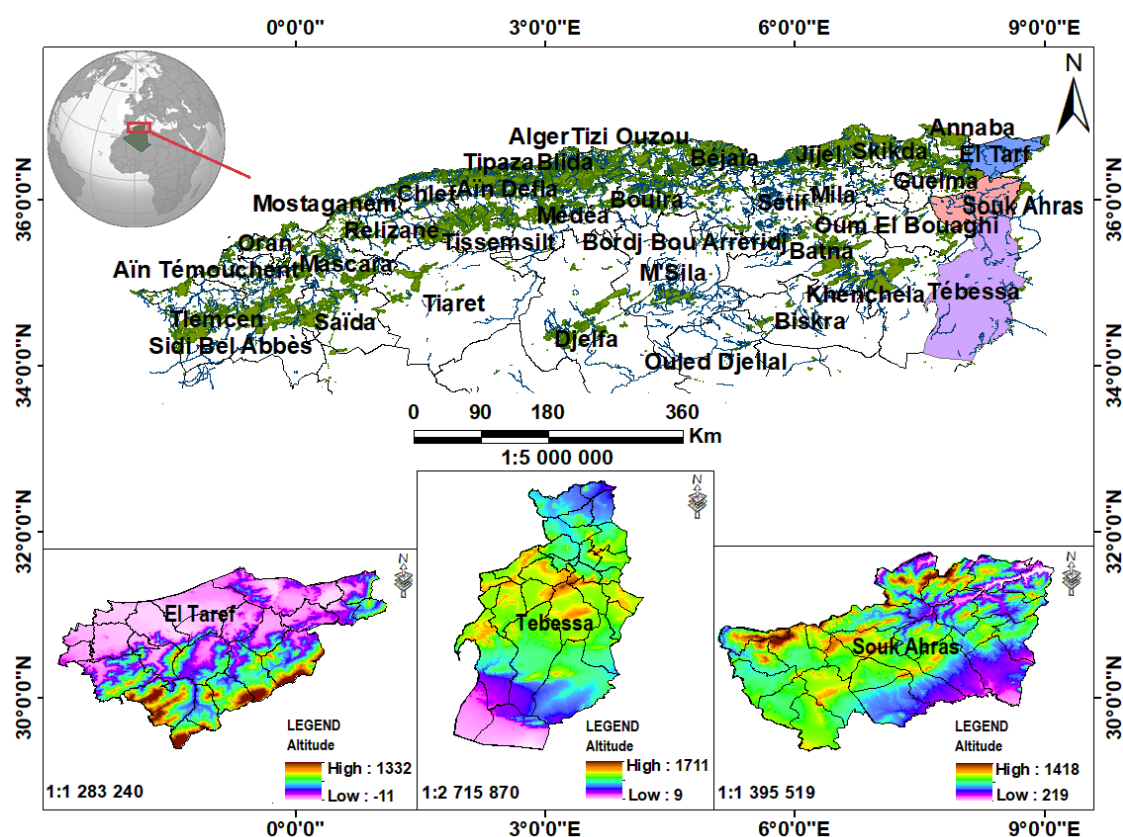 0°0'0"
3°0'0"E
6°0'0"E
9°0'0"E
N
36°0'0"N
34°0'0"N
32°0'0"N
30°0'0"N
36°0'0"N
34°0'0"N
32°0'0"N
30°0'0"N
Annaba
Alger Tizi Ouzou
Tipaza Blida
Bejaïa
Jijel Skikda
El Tarf
Guelma
Mostaganem
Chlef Aïn Defla
Bouira
Sétif
Mila
Souk Ahras
Médéa
Oran
Relizane
Tissemsilt
Bordj Bou Arréridj
Oum El Bouaghi
Batna
Aïn Témouchent
Mascara
M'Sila
Tiaret
Khenchela
Tébessa
Tlemcen
Saïda
Biskra
Sidi Bel Abbès
Djelfa
Ouled Djellal
0 90 180 360
Km
1:5 000 000
N
El Taref
LEGEND
Altitude
High : 1332
Low : -11
1:1 283 240
N
Tebessa
LEGEND
Altitude
High : 1711
Low : 9
1:2 715 870
N
Souk Ahras
LEGEND
Altitude
High : 1418
Low : 219
1:1 395 519
0°0'0"
3°0'0"E
6°0'0"E
9°0'0"E